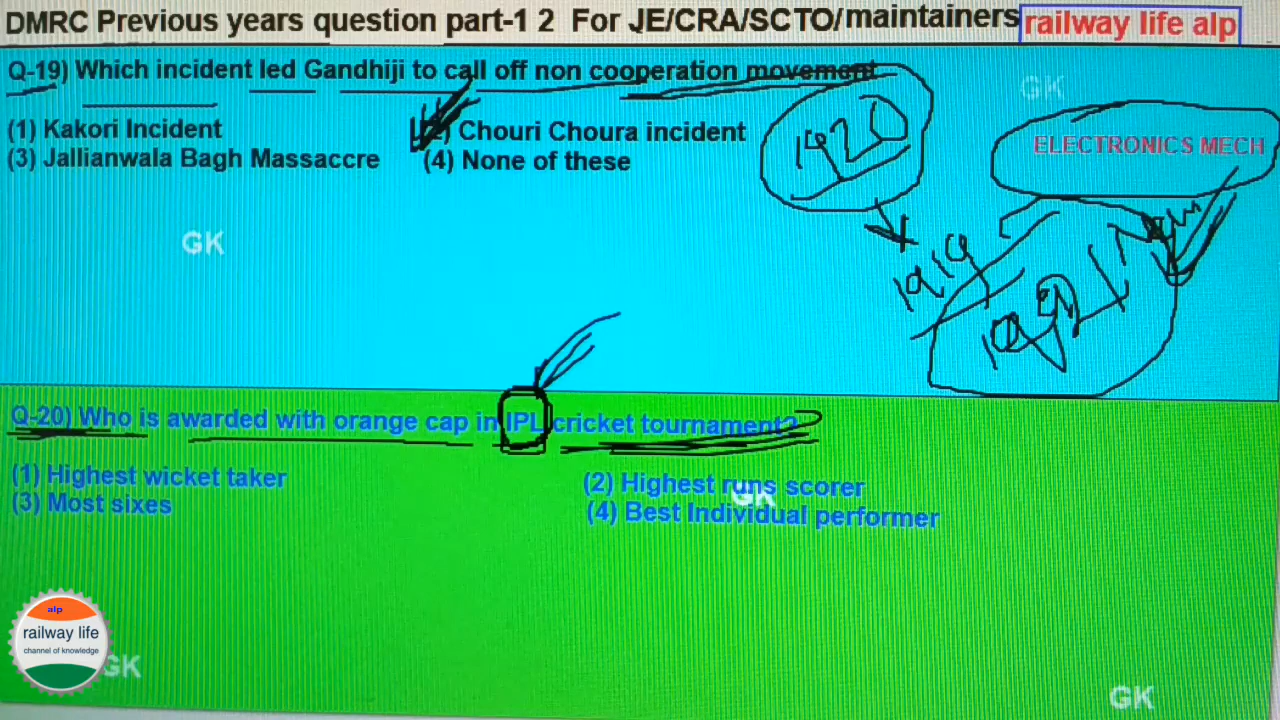 DMRC Previous years question part-1 2 For JE/CRA/SCTO/maintainers railway life alp
Q-19) Which incident led Gandhiji to call off non cooperation movement
GK
(1) Kakori Incident
(2) Chouri Choura incident
(3) Jallianwala Bagh Massaccre
(4) None of these
1920
ELECTRONICS MECH
GK
1919
Q-20) Who is awarded with orange cap in IPL cricket tournament?
(1) Highest wicket taker
(2) Highest runs scorer
GK
(3) Most sixes
(4) Best Individual performer
alp
railway life
channel of knowledge
GK
GK